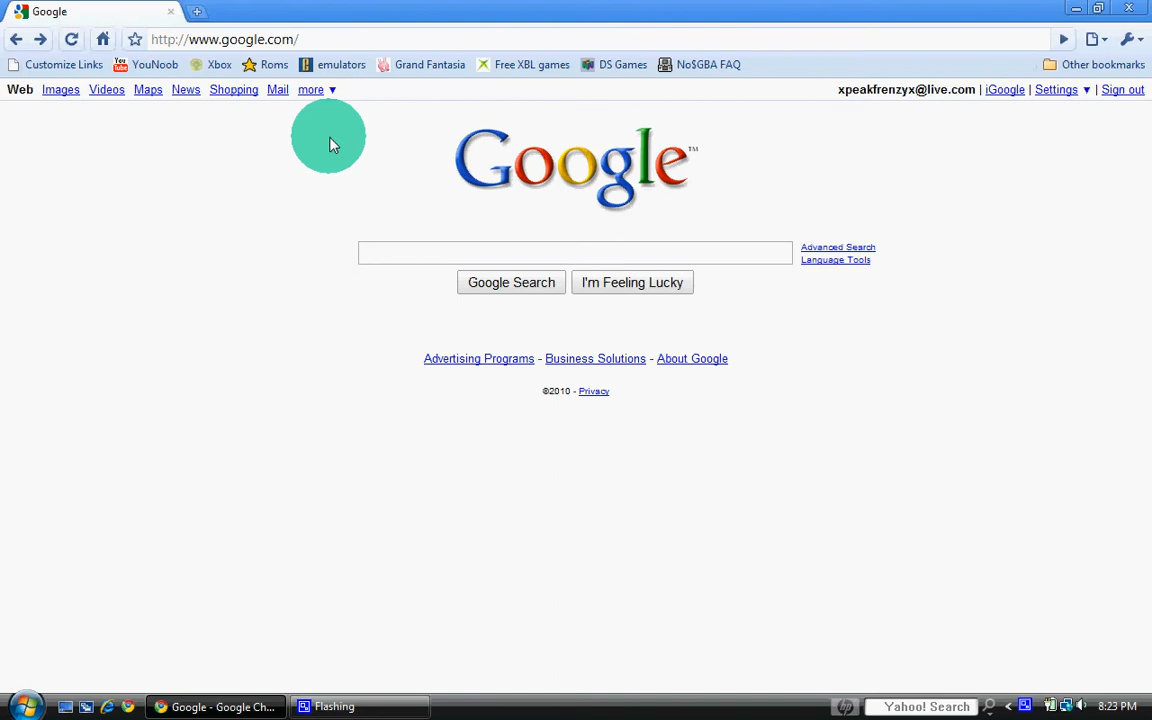 Google
http://www.google.com/
Customize Links YouNoob Xbox Roms emulators Grand Fantasia Free XBL games DS Games No$GBA FAQ Other bookmarks
Web Images Videos Maps News Shopping Mail more ▼ xpeakfrenzyx@live.com | iGoogle | Settings ▼ | Sign out
Google™
Advanced Search
Language Tools
Google Search I'm Feeling Lucky
Advertising Programs - Business Solutions - About Google
©2010 - Privacy
Google - Google Ch... Flashing hp Yahoo! Search 8:23 PM